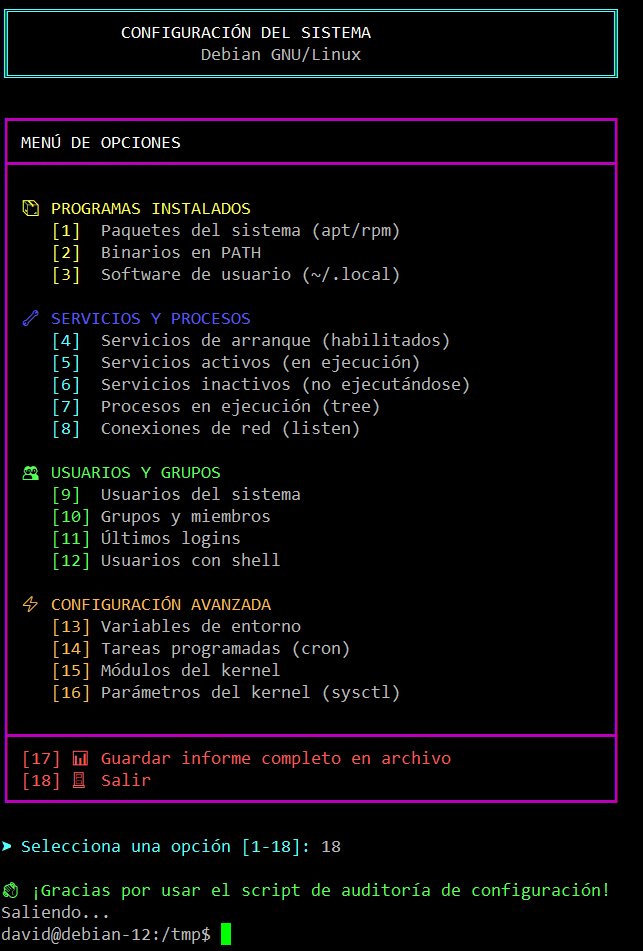 CONFIGURACIÓN DEL SISTEMA
Debian GNU/Linux
MENÚ DE OPCIONES
PROGRAMAS INSTALADOS
[1] Paquetes del sistema (apt/rpm)
[2] Binarios en PATH
[3] Software de usuario (~/.local)
SERVICIOS Y PROCESOS
[4] Servicios de arranque (habilitados)
[5] Servicios activos (en ejecución)
[6] Servicios inactivos (no ejecutándose)
[7] Procesos en ejecución (tree)
[8] Conexiones de red (listen)
USUARIOS Y GRUPOS
[9] Usuarios del sistema
[10] Grupos y miembros
[11] Últimos logins
[12] Usuarios con shell
CONFIGURACIÓN AVANZADA
[13] Variables de entorno
[14] Tareas programadas (cron)
[15] Módulos del kernel
[16] Parámetros del kernel (sysctl)
[17] 📊 Guardar informe completo en archivo
[18] 🚪 Salir
➤ Selecciona una opción [1-18]: 18
¡Gracias por usar el script de auditoría de configuración!
Saliendo...
david@debian-12:/tmp$